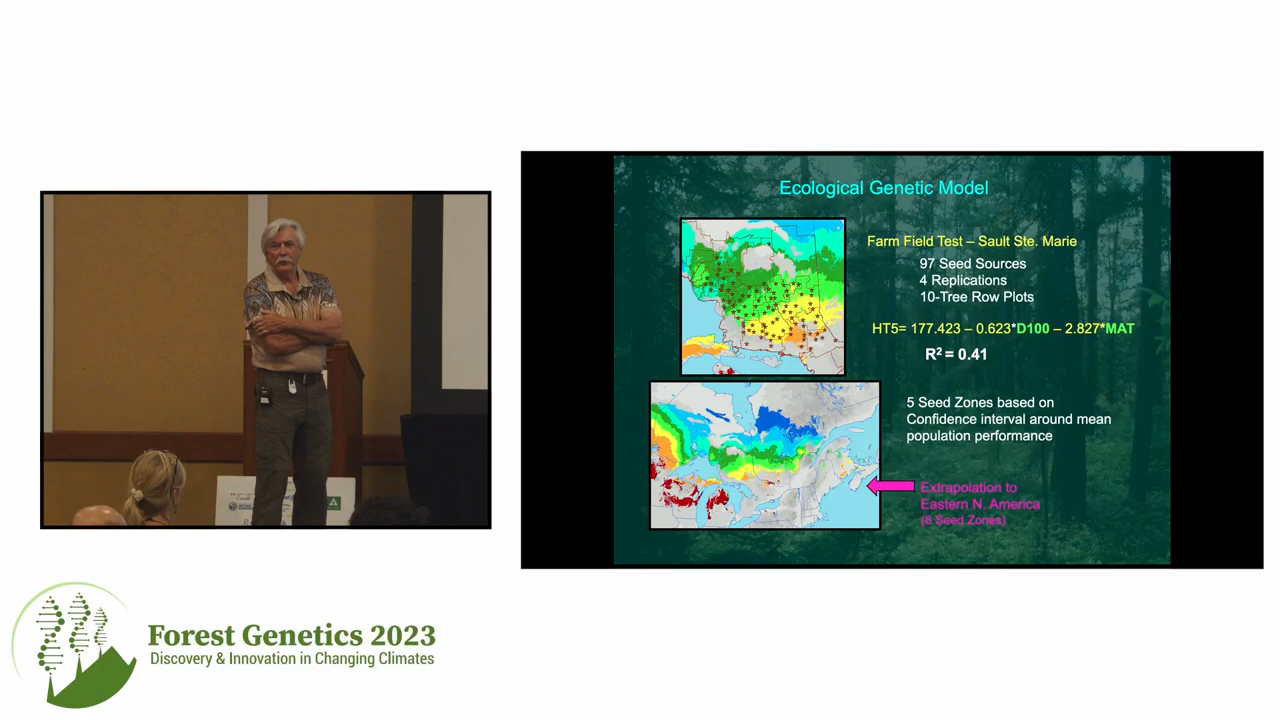 Ecological Genetic Model
Farm Field Test – Sault Ste. Marie
97 Seed Sources
4 Replications
10-Tree Row Plots
HT5= 177.423 – 0.623*D100 – 2.827*MAT
R² = 0.41
5 Seed Zones based on
Confidence interval around mean
population performance
Extrapolation to
Eastern N. America
(8 Seed Zones)
Forest Genetics 2023
Discovery & Innovation in Changing Climates